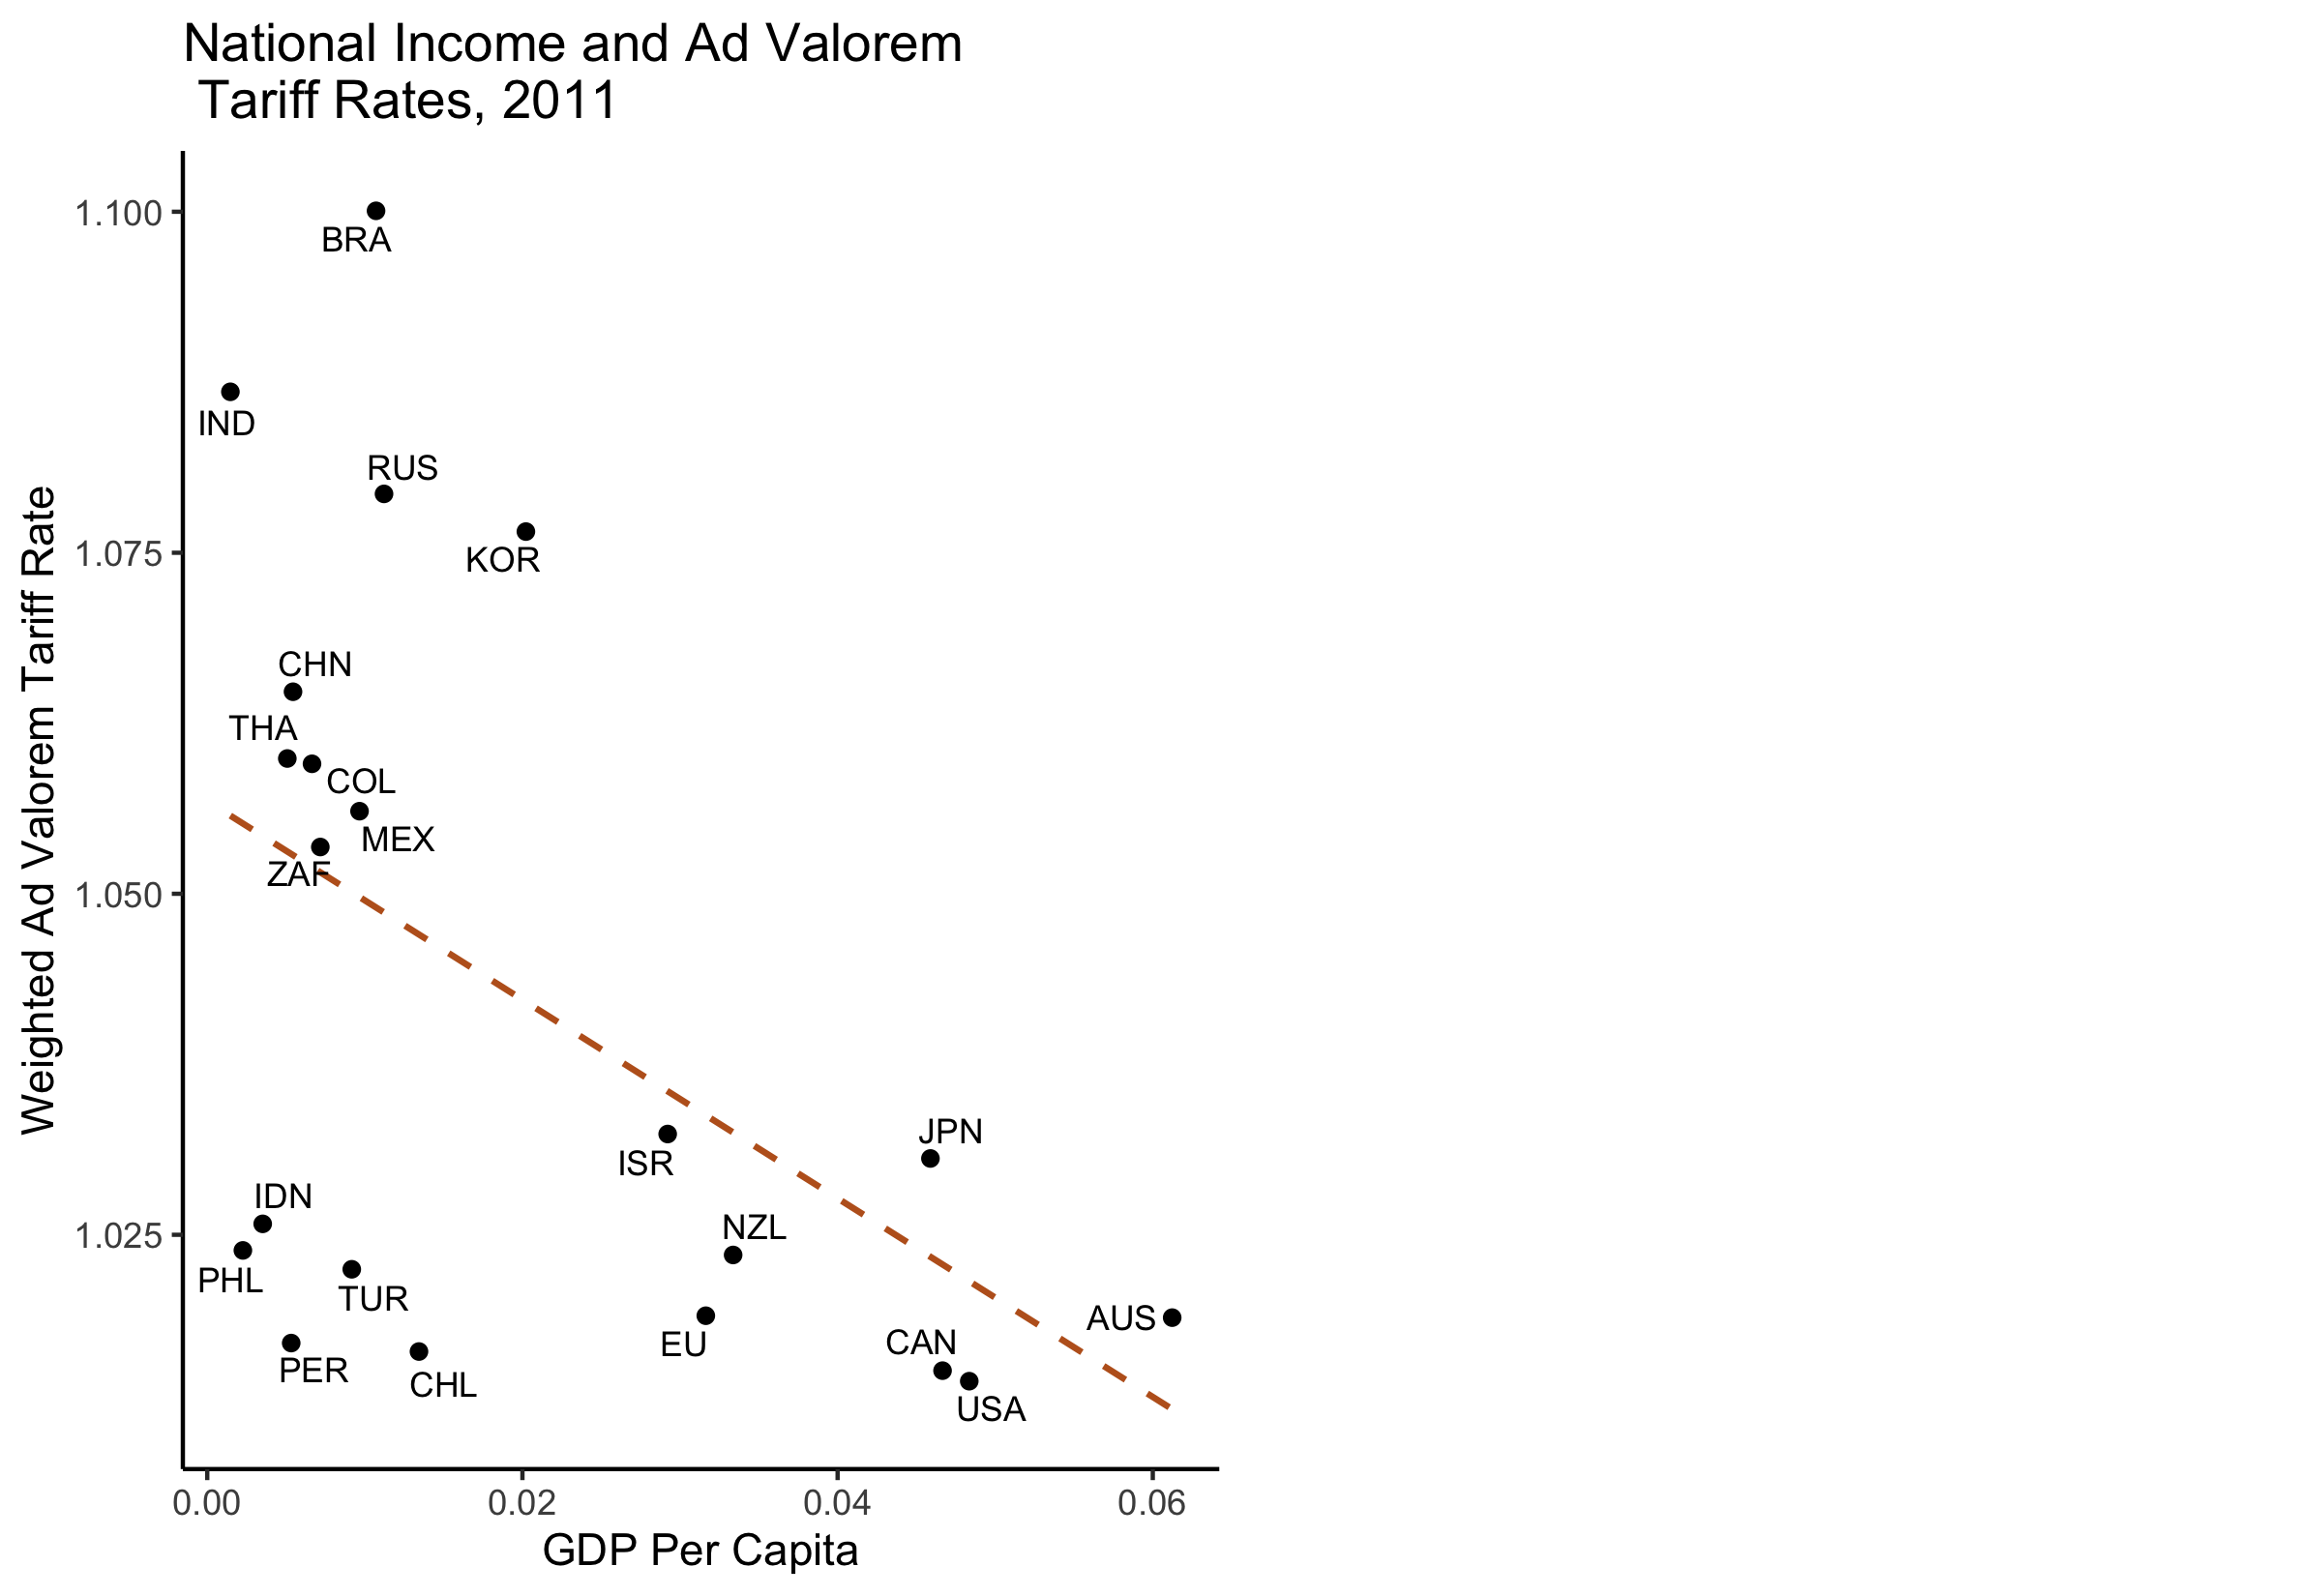 National Income and Ad Valorem
Tariff Rates, 2011
Weighted Ad Valorem Tariff Rate
1.100
1.075
1.050
1.025
BRA
IND
RUS
KOR
CHN
THA
COL
MEX
ZAF
JPN
ISR
IDN
NZL
PHL
TUR
AUS
EU
CAN
PER
CHL
USA
0.00 0.02 0.04 0.06
GDP Per Capita